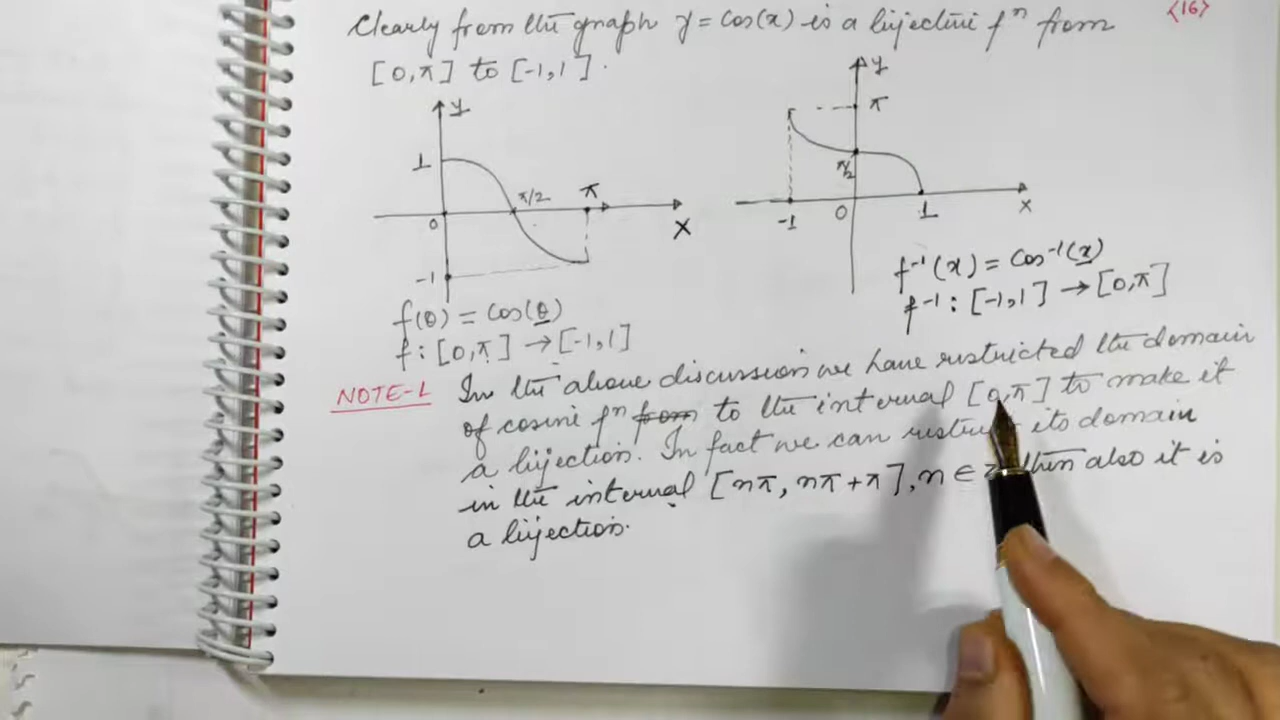 <16>
Clearly from the graph y = Cos(x) is a bijective fⁿ from
[0,π] to [-1,1].
y
1
π/2
π
0
X
-1
f(θ) = Cos(θ)
f : [0,π] → [-1,1]
y
π
π/2
-1
0
1
X
f⁻¹(x) = Cos⁻¹(x)
f⁻¹ : [-1,1] → [0,π]
NOTE-1 In the above discussion we have restricted the domain
of cosine fⁿ from to the interval [0,π] to make it
a bijection. In fact we can restrict its domain
in the interval [nπ, nπ+π], n ∈ then also it is
a bijection.